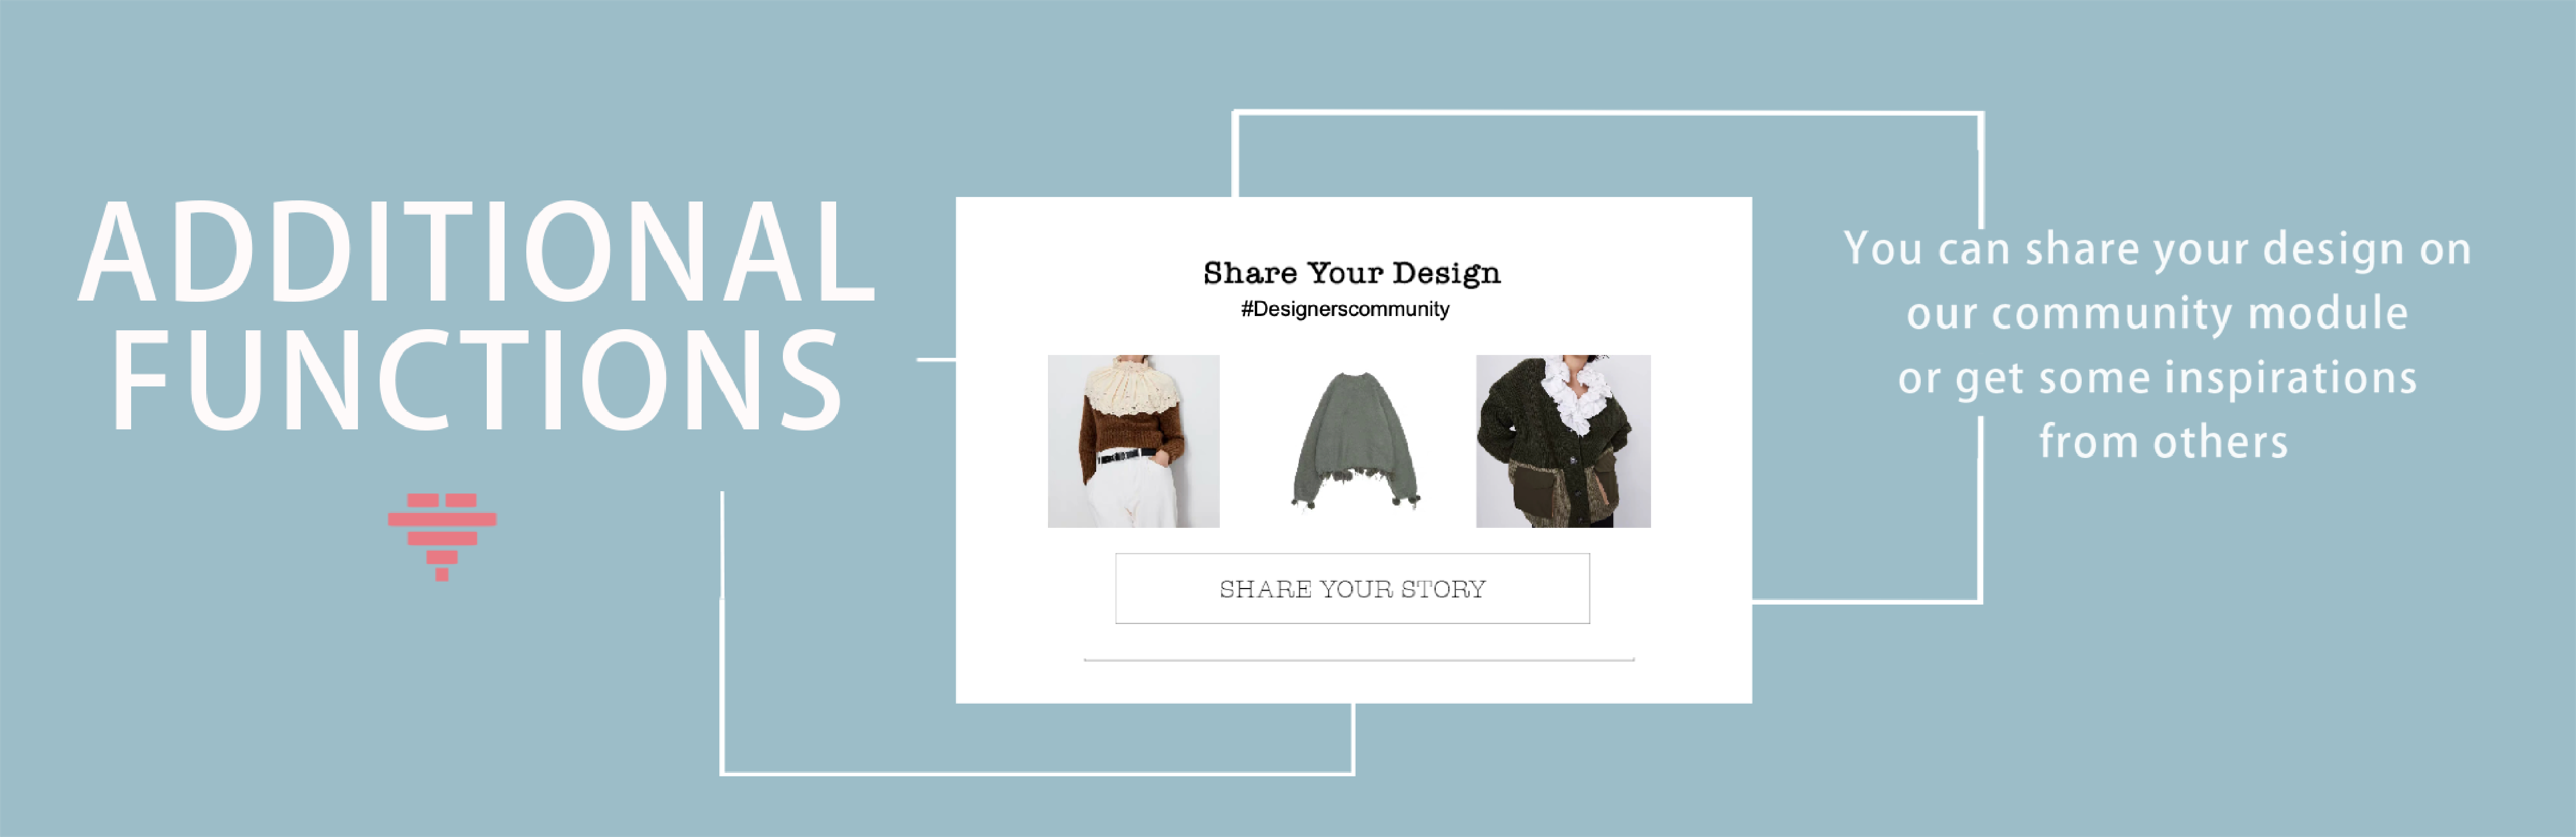 ADDITIONAL
FUNCTIONS
Share Your Design
#Designerscommunity
SHARE YOUR STORY
You can share your design on
our community module
or get some inspirations
from others